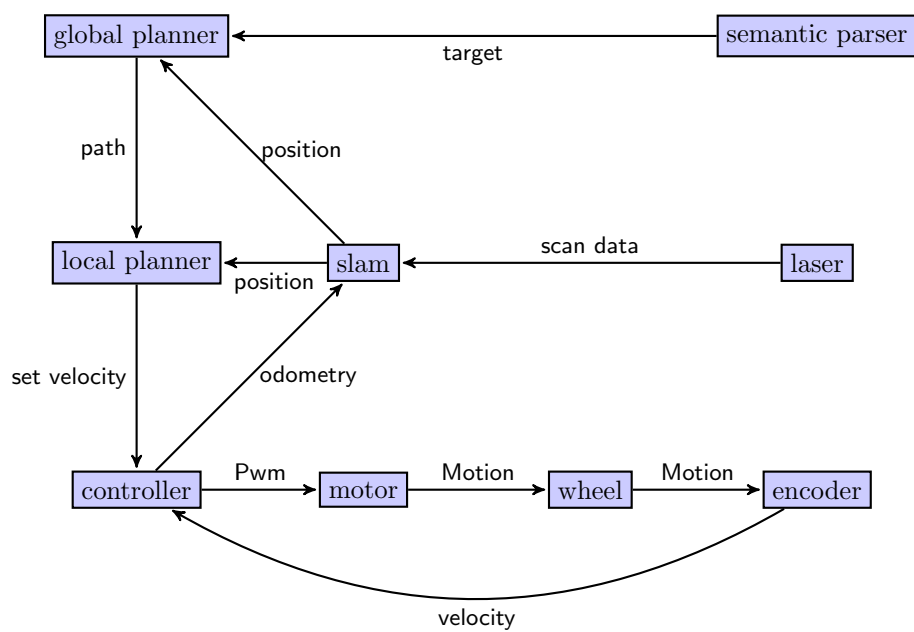 global planner
semantic parser
target
path
position
scan data
local planner
slam
laser
position
set velocity
odometry
Pwm
Motion
Motion
controller
motor
wheel
encoder
velocity